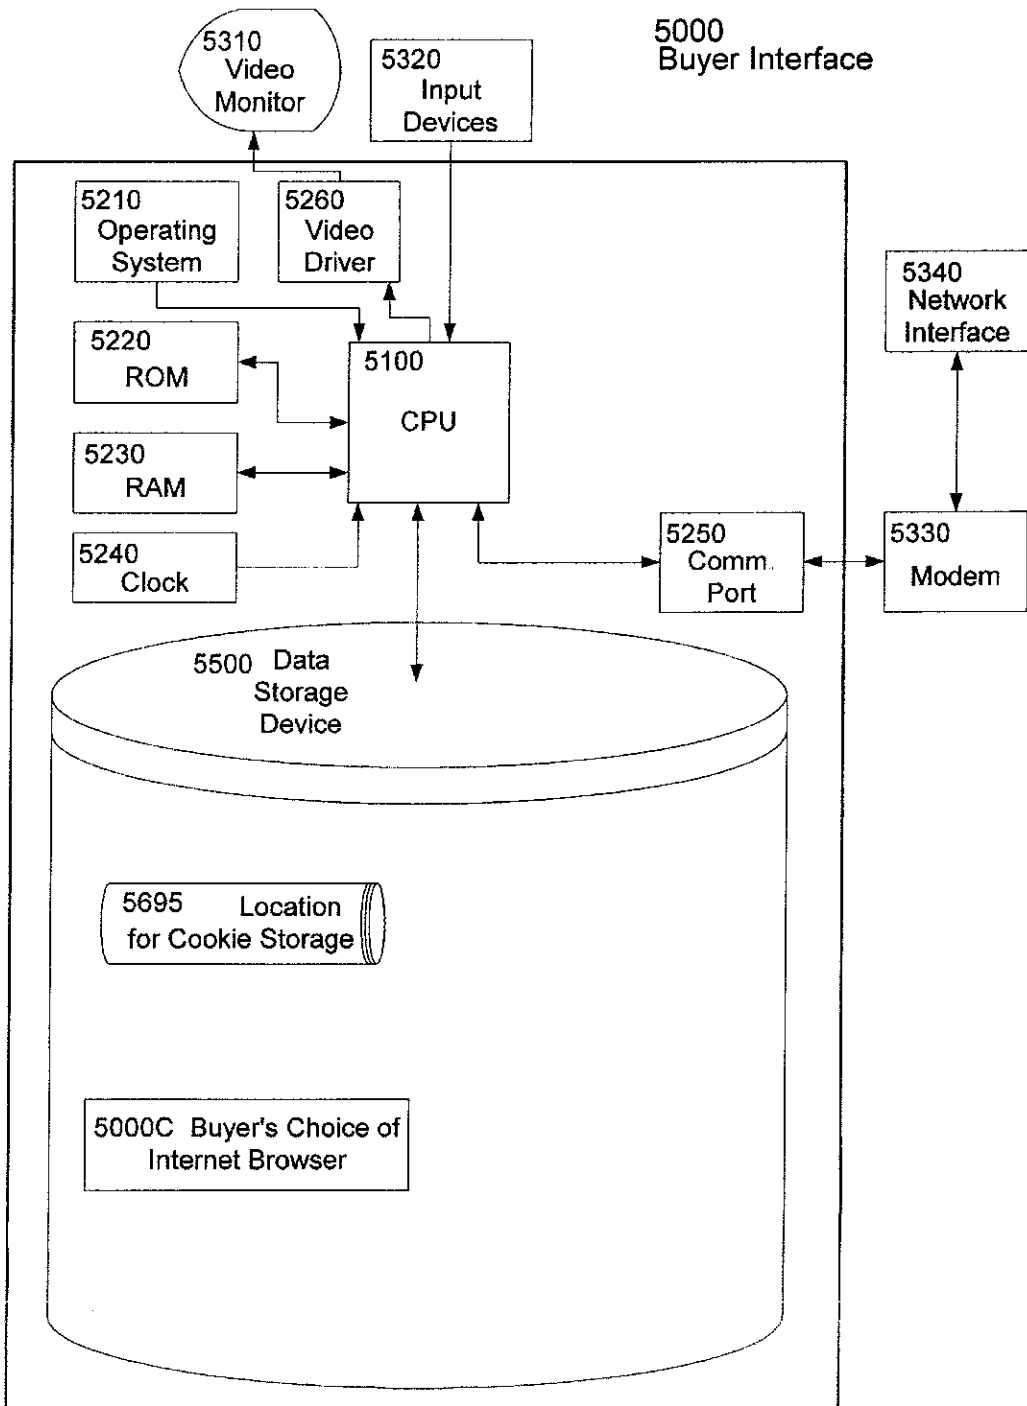 5000
Buyer Interface
5310
Video
Monitor
5320
Input
Devices
5210
Operating
System
5260
Video
Driver
5340
Network
Interface
5220
ROM
5100
CPU
5230
RAM
5240
Clock
5250
Comm.
Port
5330
Modem
5500 Data
Storage
Device
5695 Location
for Cookie Storage
5000C Buyer's Choice of
Internet Browser